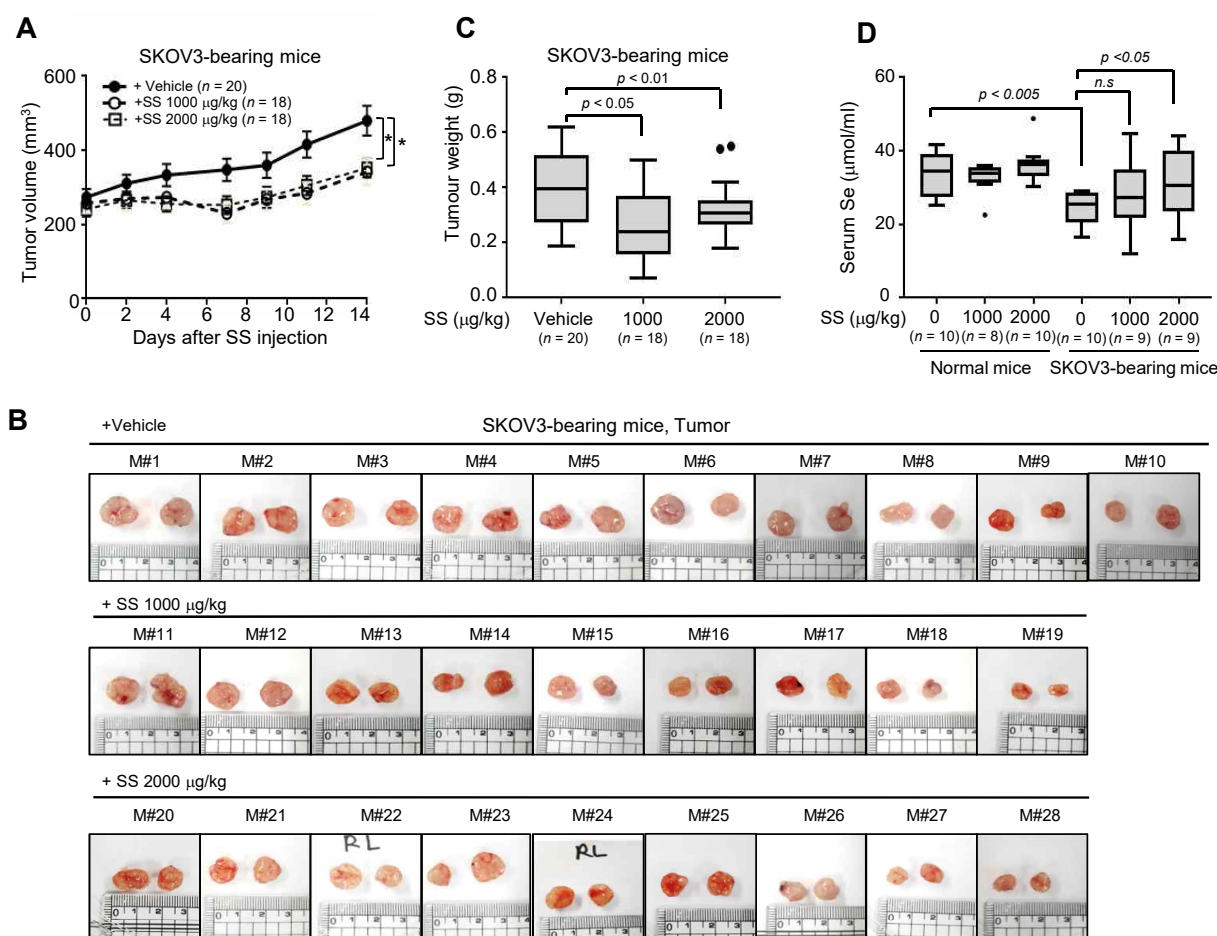 A
SKOV3-bearing mice
Tumor volume (mm³)
600
400
200
0
+ Vehicle (n = 20)
+SS 1000 μg/kg (n = 18)
+SS 2000 μg/kg (n = 18)
* *
0 2 4 6 8 10 12 14
Days after SS injection
C
SKOV3-bearing mice
Tumour weight (g)
0.8
0.6
0.4
0.2
0.0
p < 0.01
p < 0.05
SS (μg/kg) Vehicle 1000 2000
(n = 20) (n = 18) (n = 18)
D
Serum Se (μmol/ml)
60
40
20
0
p <0.05
n.s
p < 0.005
SS (μg/kg) 0 1000 2000 0 1000 2000
(n = 10) (n = 8) (n = 10) (n = 10) (n = 9) (n = 9)
Normal mice SKOV3-bearing mice
B
+Vehicle
SKOV3-bearing mice, Tumor
M#1 M#2 M#3 M#4 M#5 M#6 M#7 M#8 M#9 M#10
+ SS 1000 μg/kg
M#11 M#12 M#13 M#14 M#15 M#16 M#17 M#18 M#19
+ SS 2000 μg/kg
M#20 M#21 M#22 M#23 M#24 M#25 M#26 M#27 M#28
RL
RL